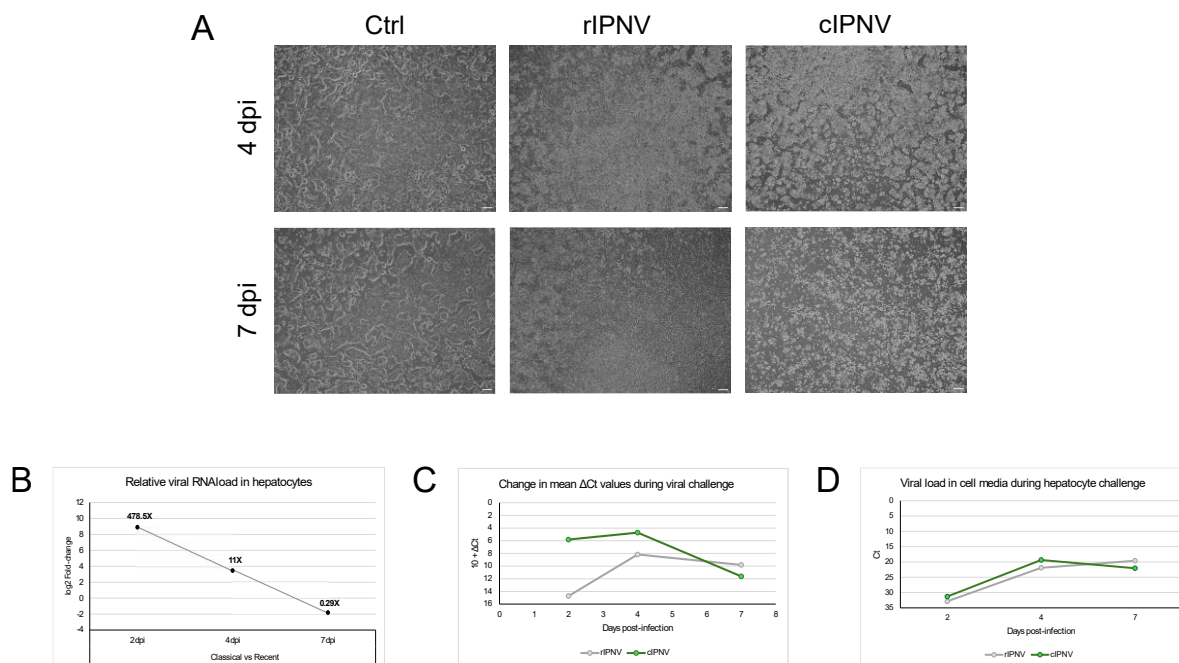 A
Ctrl
rIPNV
cIPNV
4 dpi
7 dpi
B
Relative viral RNAload in hepatocytes
log2 Fold-change
12
10
8
6
4
2
0
-2
-4
478.5X
11X
0.29X
2dpi
4dpi
7dpi
Classical vs Recent
C
Change in mean ΔCt values during viral challenge
10 + ΔCt
0
2
4
6
8
10
12
14
16
0 1 2 3 4 5 6 7 8
Days post-infection
rIPNV cIPNV
D
Viral load in cell media during hepatocyte challenge
Ct
0
5
10
15
20
25
30
35
2 4 7
Days post-infection
rIPNV cIPNV